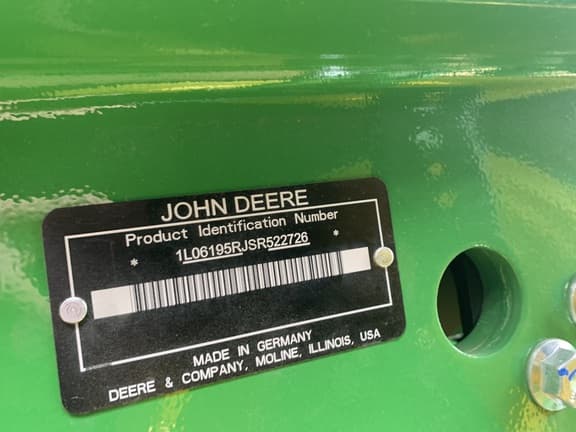 JOHN DEERE
Product Identification Number
* 1L06195RJSR522726 *
MADE IN GERMANY
DEERE & COMPANY, MOLINE, ILLINOIS, USA